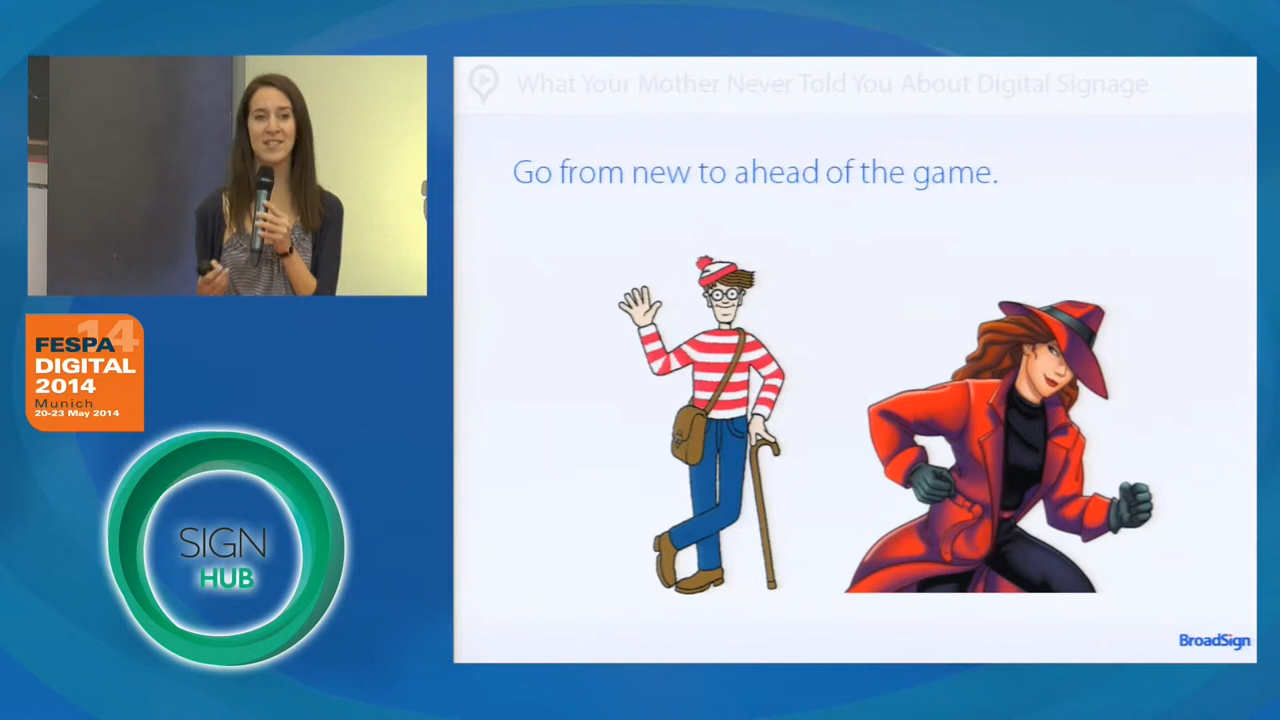 What Your Mother Never Told You About Digital Signage
Go from new to ahead of the game.
14
FESPA
DIGITAL
2014
Munich
20-23 May 2014
SIGN
HUB
BroadSign